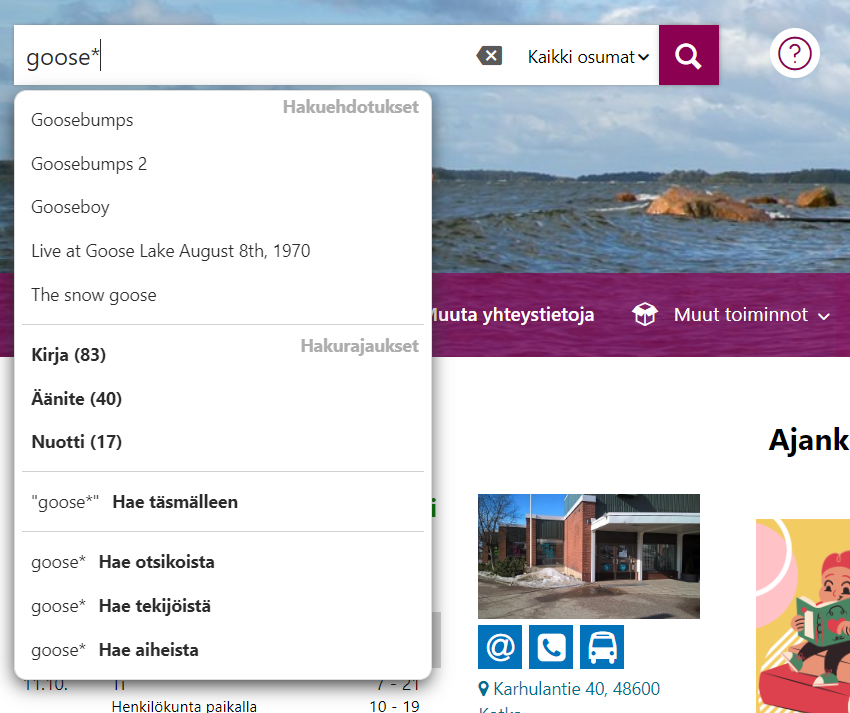 goose*
Kaikki osumat
Hakuehdotukset
Goosebumps
Goosebumps 2
Gooseboy
Live at Goose Lake August 8th, 1970
The snow goose
Muuta yhteystietoja
Muut toiminnot
Hakurajaukset
Kirja (83)
Äänite (40)
Nuotti (17)
Ajank
"goose*" Hae täsmälleen
goose* Hae otsikoista
goose* Hae tekijöistä
goose* Hae aiheista
11.10. TI 7 - 21
Henkilökunta paikalla 10 - 19
Karhulantie 40, 48600